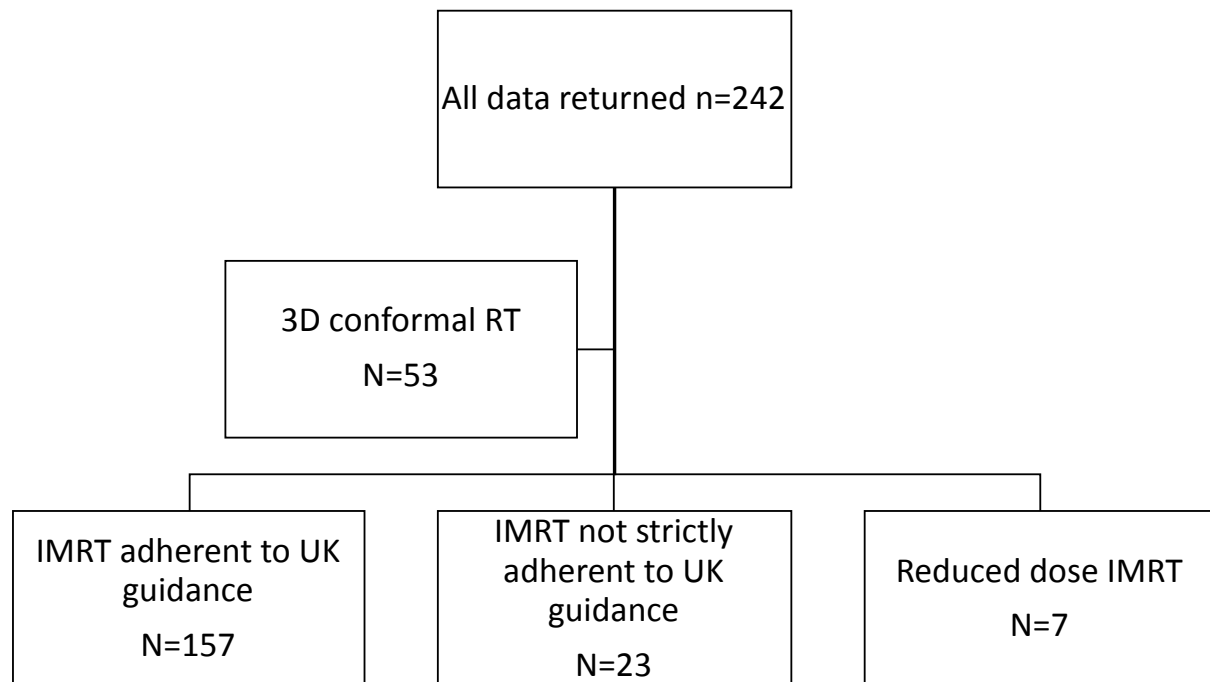 All data returned n=242
3D conformal RT
N=53
IMRT adherent to UK
guidance
N=157
IMRT not strictly
adherent to UK
guidance
N=23
Reduced dose IMRT
N=7